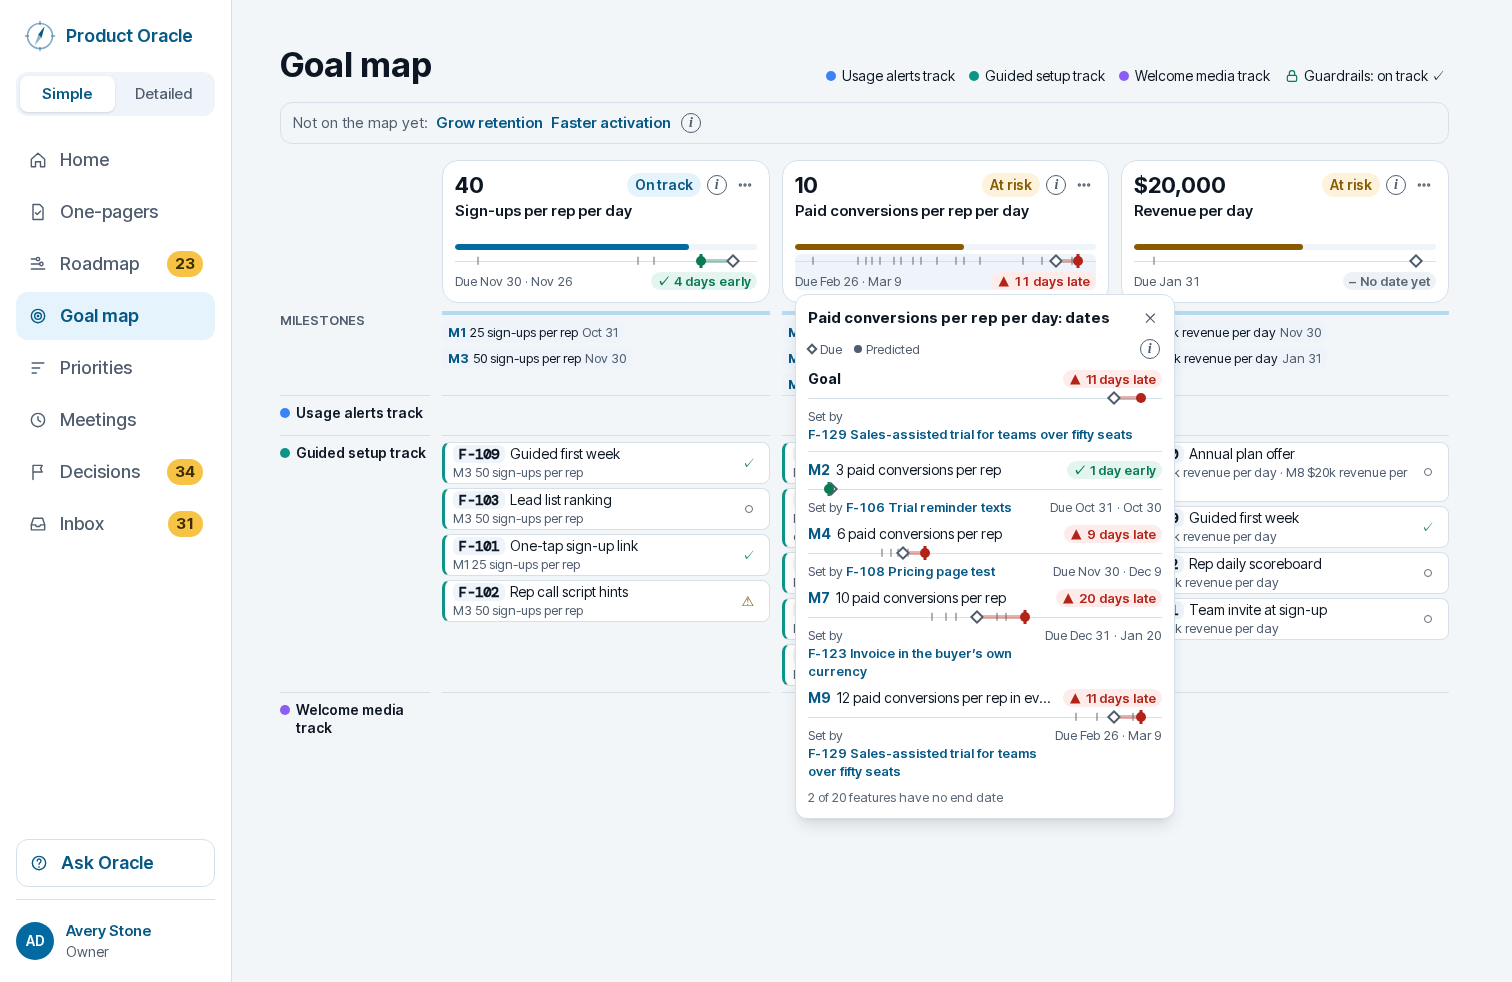 Product Oracle
Simple
Detailed
Home
One-pagers
Roadmap
23
Goal map
Priorities
Meetings
Decisions
34
Inbox
31
Ask Oracle
AD
Avery Stone
Owner
Goal map
Usage alerts track
Guided setup track
Welcome media track
Guardrails: on track ✓
Not on the map yet: Grow retention Faster activation i
40
On track
i
Sign-ups per rep per day
Due Nov 30 · Nov 26
✓ 4 days early
10
At risk
i
Paid conversions per rep per day
Due Feb 26 · Mar 9
▲ 11 days late
$20,000
At risk
i
Revenue per day
Due Jan 31
– No date yet
MILESTONES
M1 25 sign-ups per rep Oct 31
M3 50 sign-ups per rep Nov 30
revenue per day Nov 30
k revenue per day Jan 31
Usage alerts track
Guided setup track
F-109 Guided first week
M3 50 sign-ups per rep
✓
F-103 Lead list ranking
M3 50 sign-ups per rep
F-101 One-tap sign-up link
M1 25 sign-ups per rep
✓
F-102 Rep call script hints
M3 50 sign-ups per rep
⚠
Annual plan offer
k revenue per day · M8 $20k revenue per
Guided first week
k revenue per day
✓
Rep daily scoreboard
k revenue per day
Team invite at sign-up
k revenue per day
Welcome media track
Paid conversions per rep per day: dates
Due
Predicted
i
Goal
▲ 11 days late
Set by
F-129 Sales-assisted trial for teams over fifty seats
M2 3 paid conversions per rep
✓ 1 day early
Set by F-106 Trial reminder texts
Due Oct 31 · Oct 30
M4 6 paid conversions per rep
▲ 9 days late
Set by F-108 Pricing page test
Due Nov 30 · Dec 9
M7 10 paid conversions per rep
▲ 20 days late
Set by
Due Dec 31 · Jan 20
F-123 Invoice in the buyer’s own
currency
M9 12 paid conversions per rep in ev...
▲ 11 days late
Set by
Due Feb 26 · Mar 9
F-129 Sales-assisted trial for teams
over fifty seats
2 of 20 features have no end date